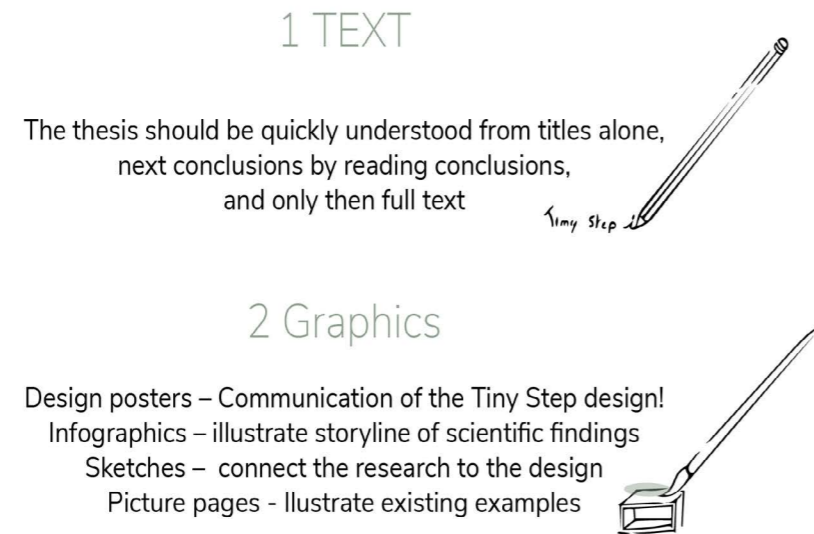 1 TEXT
The thesis should be quickly understood from titles alone,
next conclusions by reading conclusions,
and only then full text
Timy Step i
2 Graphics
Design posters – Communication of the Tiny Step design!
Infographics – illustrate storyline of scientific findings
Sketches –  connect the research to the design
Picture pages - llustrate existing examples